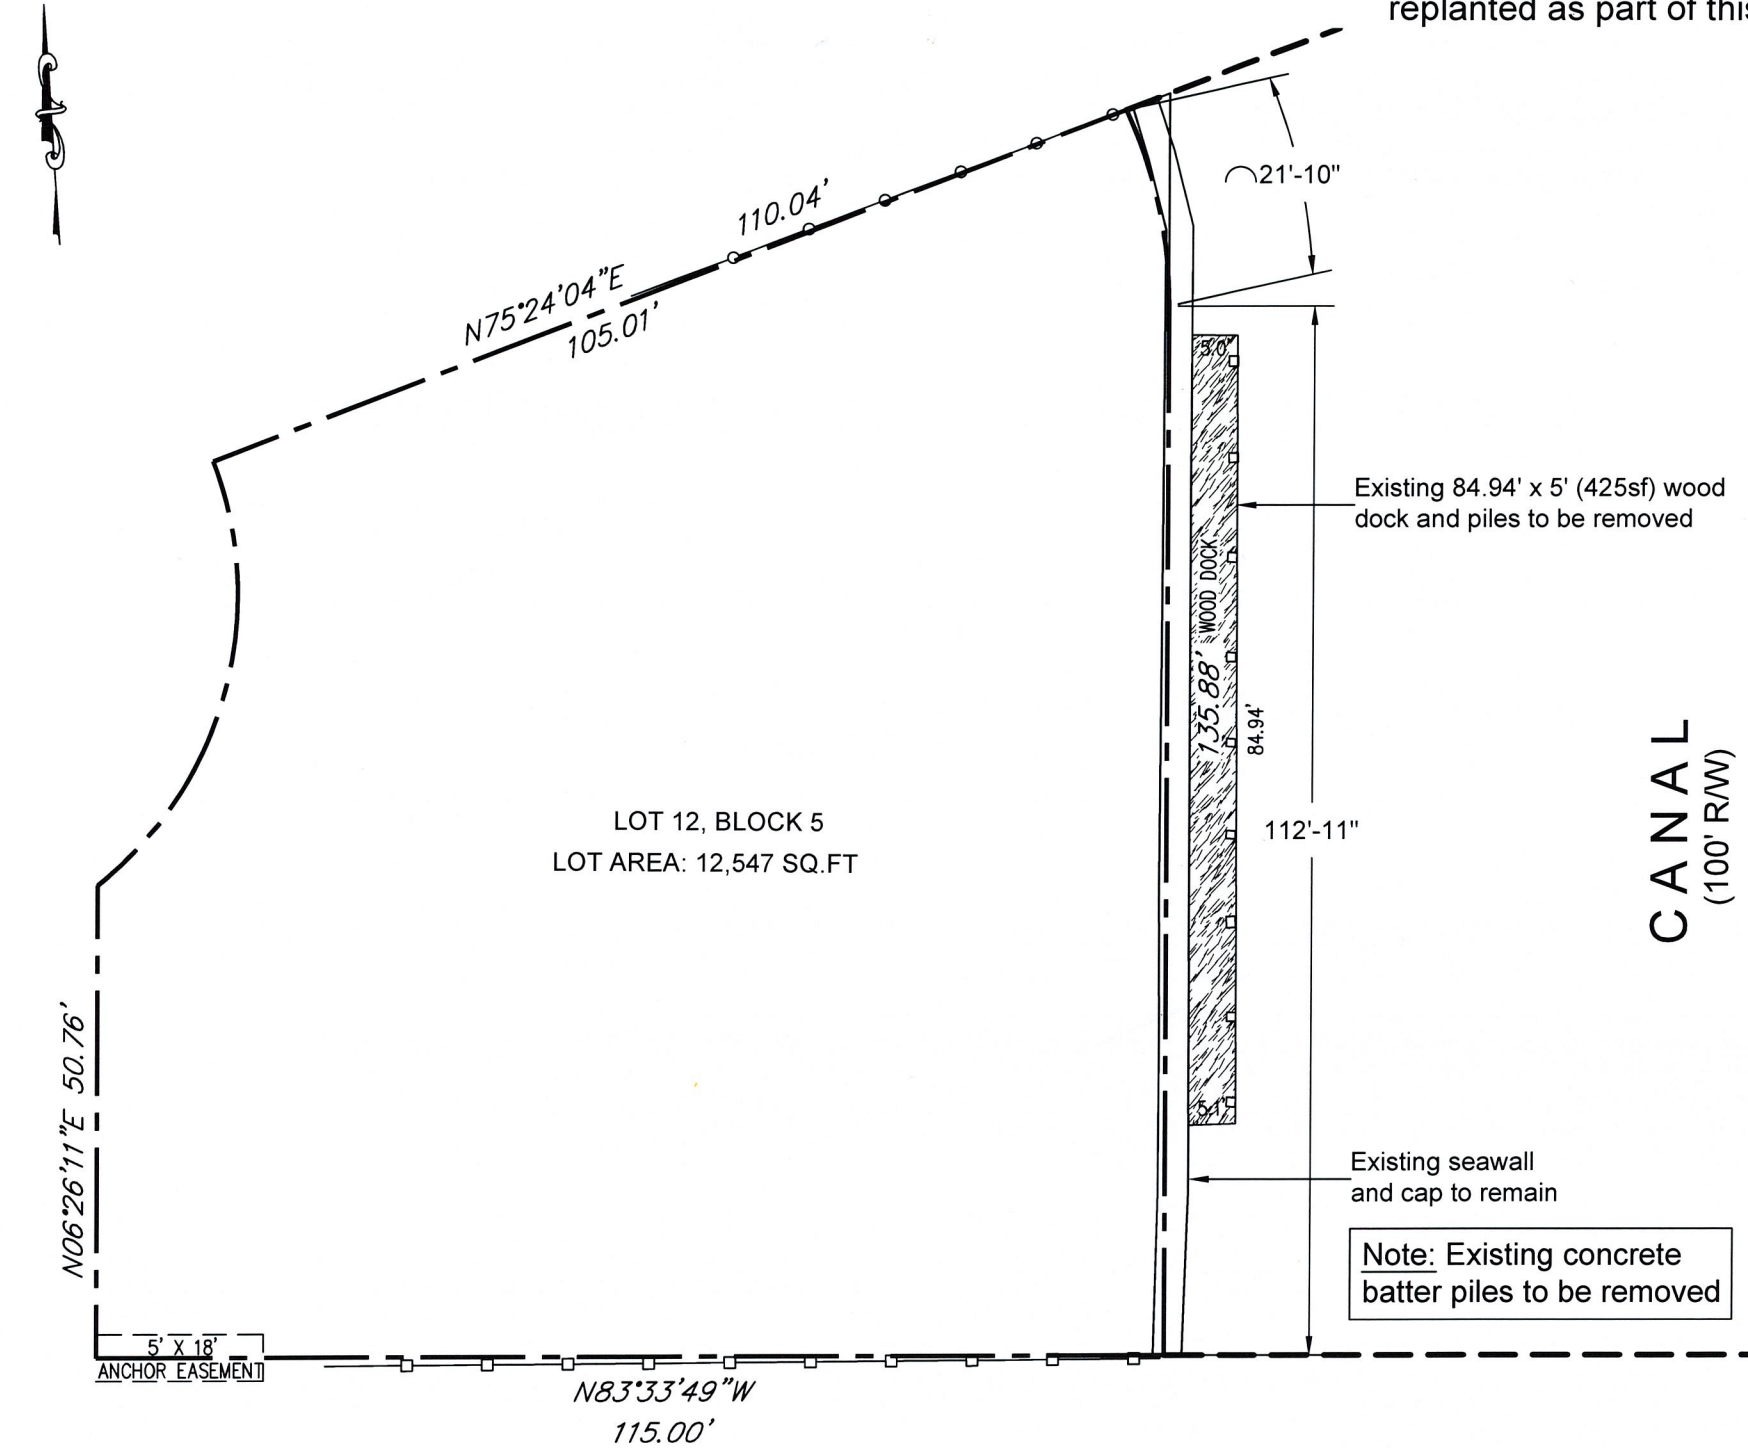 replanted as part of this
21'-10"
110.04'
N75°24'04"E
105.01'
5.0'
Existing 84.94' x 5' (425sf) wood
dock and piles to be removed
WOOD DOCK
135.88'
84.94'
CANAL
(100' R/W)
LOT 12, BLOCK 5
LOT AREA: 12,547 SQ.FT
112'-11"
N06°26'11"E 50.76'
5.1'
Existing seawall
and cap to remain
Note: Existing concrete
batter piles to be removed
5' X 18'
ANCHOR EASEMENT
N83°33'49"W
115.00'